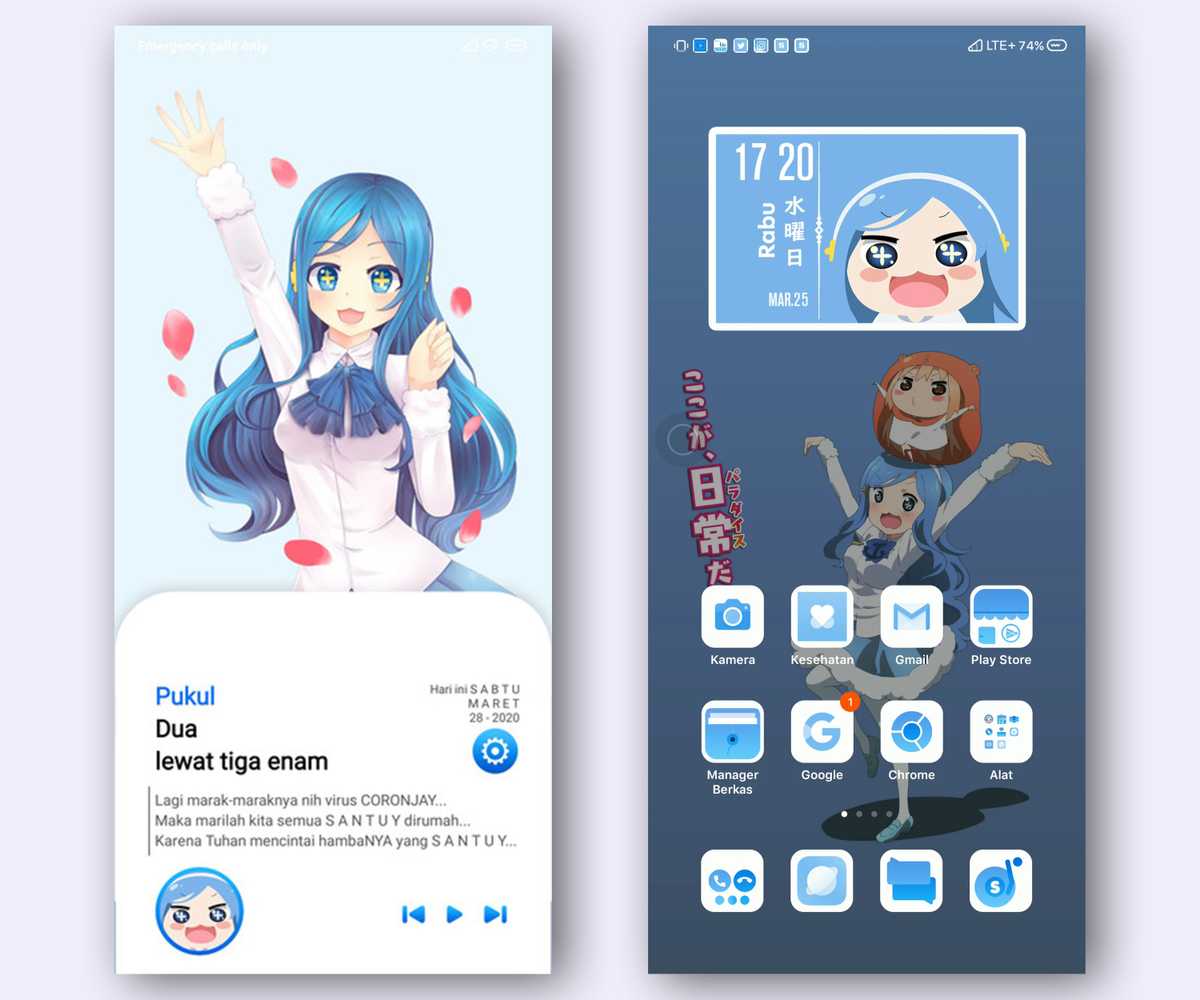 Emergency calls only
Pukul
Dua
lewat tiga enam
Hari ini S A B T U
M A R E T
28 - 2020
Lagi marak-maraknya nih virus CORONJAY...
Maka marilah kita semua S A N T U Y dirumah...
Karena Tuhan mencintai hambaNYA yang S A N T U Y...
LTE+ 74%
17 20
Rabu
水曜日
MAR.25
ここが、日常だ
パラダイス
Kamera
Kesehatan
Gmail
Play Store
1
Manager
Berkas
Google
Chrome
Alat
S